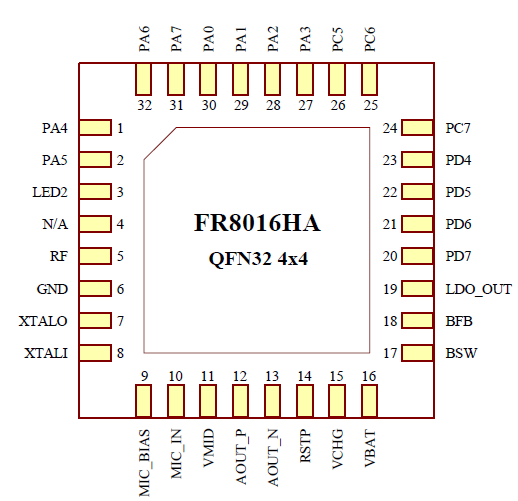 PA6 PA7 PA0 PA1 PA2 PA3 PC5 PC6
32 31 30 29 28 27 26 25
PA4 1
PA5 2
LED2 3
N/A 4
RF 5
GND 6
XTALO 7
XTALI 8
FR8016HA
QFN32 4x4
24 PC7
23 PD4
22 PD5
21 PD6
20 PD7
19 LDO_OUT
18 BFB
17 BSW
9 10 11 12 13 14 15 16
MIC_BIAS MIC_IN VMID AOUT_P AOUT_N RSTP VCHG VBAT